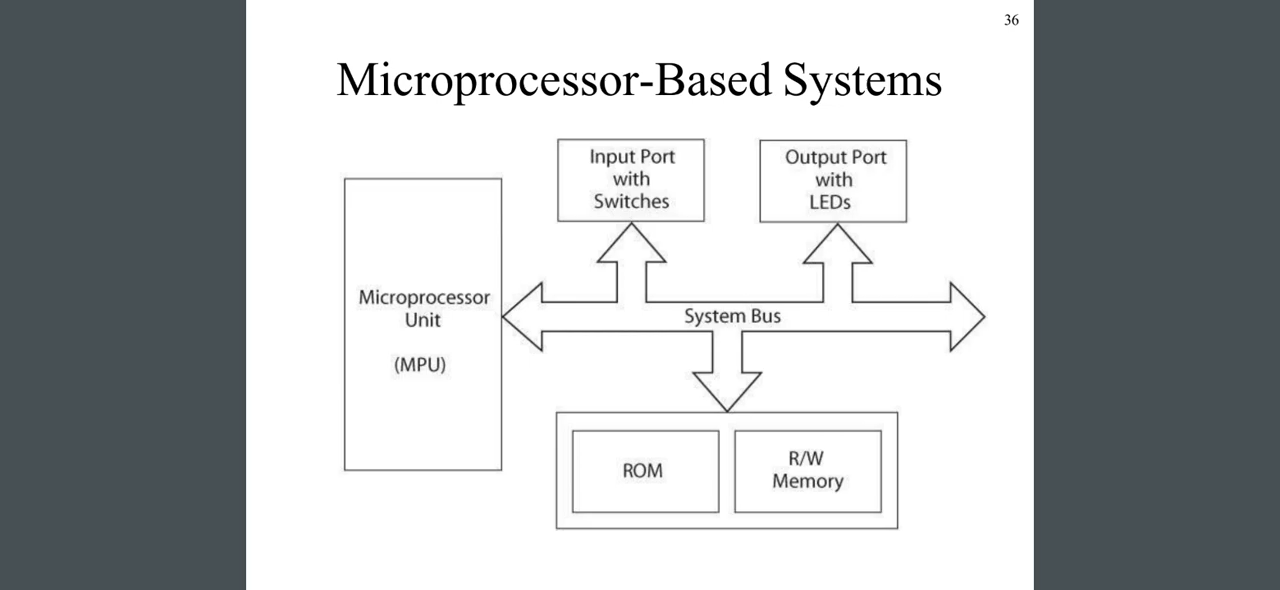 36
Microprocessor-Based Systems
Input Port
with
Switches
Output Port
with
LEDs
Microprocessor
Unit
(MPU)
System Bus
ROM
R/W
Memory